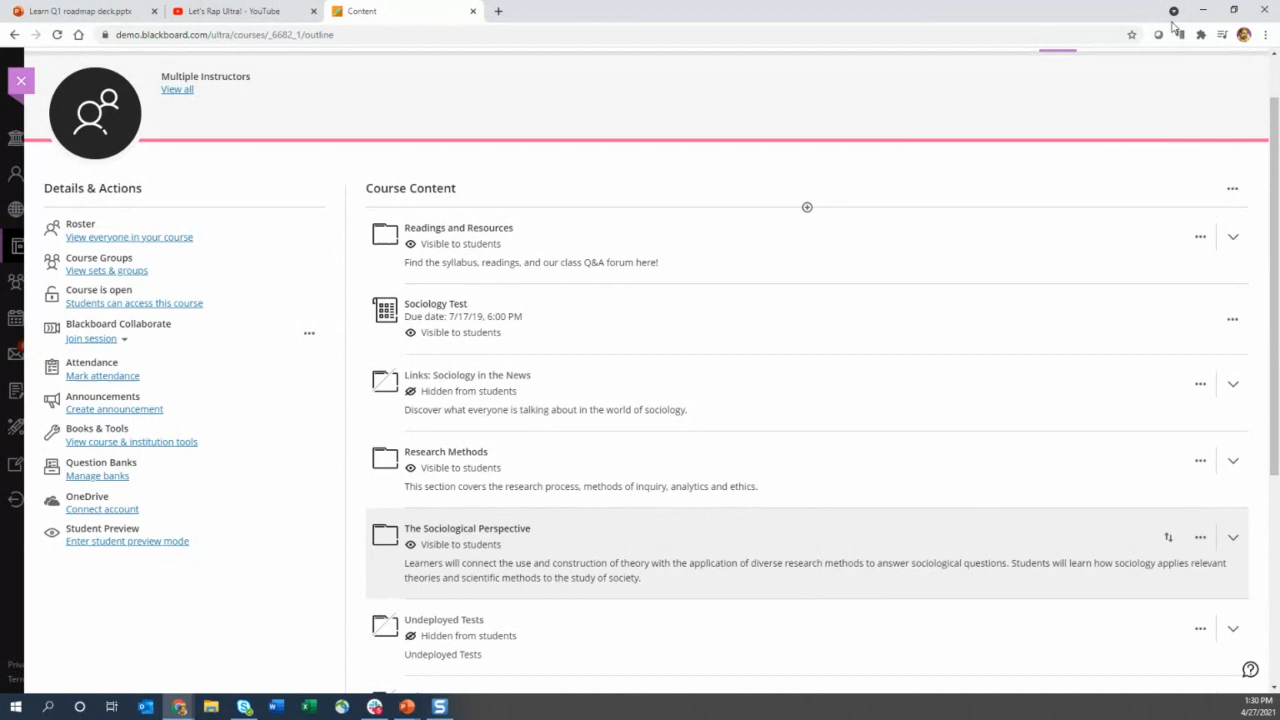 Learn Q1 roadmap deck.pptx
Let's Rap Ultra! - YouTube
Content
demo.blackboard.com/ultra/courses/_6682_1/outline
Multiple Instructors
View all
Details & Actions
Roster
View everyone in your course
Course Groups
View sets & groups
Course is open
Students can access this course
Blackboard Collaborate
Join session
Attendance
Mark attendance
Announcements
Create announcement
Books & Tools
View course & institution tools
Question Banks
Manage banks
OneDrive
Connect account
Student Preview
Enter student preview mode
Course Content
Readings and Resources
Visible to students
Find the syllabus, readings, and our class Q&A forum here!
Sociology Test
Due date: 7/17/19, 6:00 PM
Visible to students
Links: Sociology in the News
Hidden from students
Discover what everyone is talking about in the world of sociology.
Research Methods
Visible to students
This section covers the research process, methods of inquiry, analytics and ethics.
The Sociological Perspective
Visible to students
Learners will connect the use and construction of theory with the application of diverse research methods to answer sociological questions. Students will learn how sociology applies relevant
theories and scientific methods to the study of society.
Undeployed Tests
Hidden from students
Undeployed Tests
Priva
Term
1:30 PM
4/27/2021